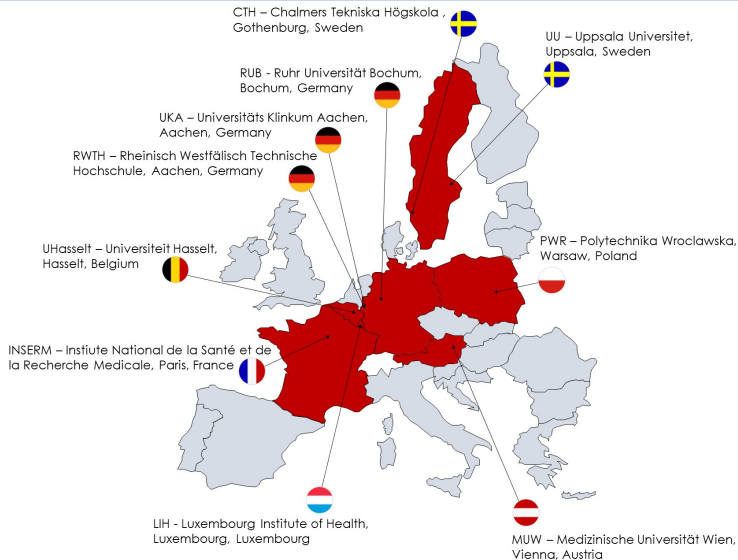 CTH – Chalmers Tekniska Högskola ,
Gothenburg, Sweden
UU – Uppsala Universitet,
Uppsala, Sweden
RUB - Ruhr Universität Bochum,
Bochum, Germany
UKA – Universitäts Klinkum Aachen,
Aachen, Germany
RWTH – Rheinisch Westfälisch Technische
Hochschule, Aachen, Germany
UHasselt – Universiteit Hasselt,
Hasselt, Belgium
PWR – Polytechnika Wroclawska,
Warsaw, Poland
INSERM – Instiute National de la Santé et de
la Recherche Medicale, Paris, France
LIH - Luxembourg Institute of Health,
Luxembourg, Luxembourg
MUW – Medizinische Universität Wien,
Vienna, Austria